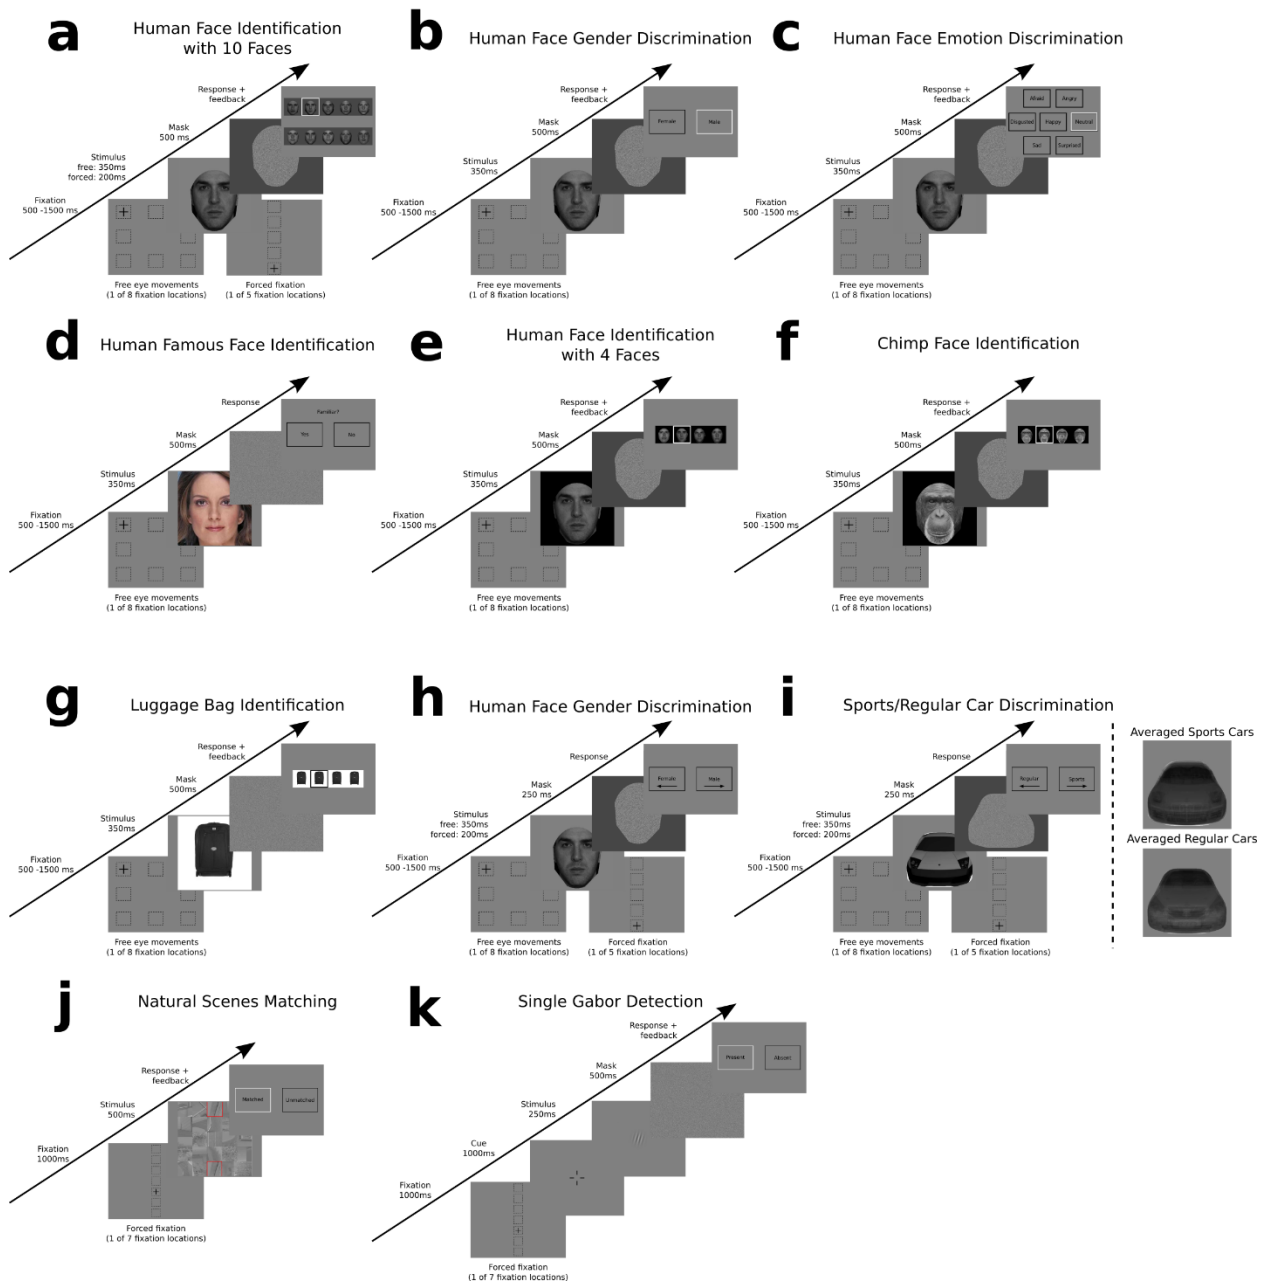 a
Human Face Identification
with 10 Faces
Response +
feedback
Mask
500 ms
Stimulus
free: 350ms
forced: 200ms
Fixation
500 -1500 ms
Free eye movements
(1 of 8 fixation locations)
Forced fixation
(1 of 5 fixation locations)
b
Human Face Gender Discrimination
Response +
feedback
Female
Male
Mask
500ms
Stimulus
350ms
Fixation
500 -1500 ms
Free eye movements
(1 of 8 fixation locations)
c
Human Face Emotion Discrimination
Response +
feedback
Afraid
Angry
Disgusted
Happy
Neutral
Sad
Surprised
Mask
500ms
Stimulus
350ms
Fixation
500 -1500 ms
Free eye movements
(1 of 8 fixation locations)
d
Human Famous Face Identification
Response
Familiar?
Yes
No
Mask
500ms
Stimulus
350ms
Fixation
500 -1500 ms
Free eye movements
(1 of 8 fixation locations)
e
Human Face Identification
with 4 Faces
Response +
feedback
Mask
500ms
Stimulus
350ms
Fixation
500 -1500 ms
Free eye movements
(1 of 8 fixation locations)
f
Chimp Face Identification
Response +
feedback
Mask
500ms
Stimulus
350ms
Fixation
500 -1500 ms
Free eye movements
(1 of 8 fixation locations)
g
Luggage Bag Identification
Response +
feedback
Mask
500ms
Stimulus
350ms
Fixation
500 -1500 ms
Free eye movements
(1 of 8 fixation locations)
h
Human Face Gender Discrimination
Response
Female
Male
Mask
250 ms
Stimulus
free: 350ms
forced: 200ms
Fixation
500 -1500 ms
Free eye movements
(1 of 8 fixation locations)
Forced fixation
(1 of 5 fixation locations)
i
Sports/Regular Car Discrimination
Response
Regular
Sports
Mask
250 ms
Stimulus
free: 350ms
forced: 200ms
Fixation
500 -1500 ms
Free eye movements
(1 of 8 fixation locations)
Forced fixation
(1 of 5 fixation locations)
Averaged Sports Cars
Averaged Regular Cars
j
Natural Scenes Matching
Response +
feedback
Matched
Unmatched
Stimulus
500ms
Fixation
1000ms
Forced fixation
(1 of 7 fixation locations)
k
Single Gabor Detection
Response +
feedback
Present
Absent
Mask
500ms
Stimulus
250ms
Cue
1000ms
Fixation
1000ms
Forced fixation
(1 of 7 fixation locations)